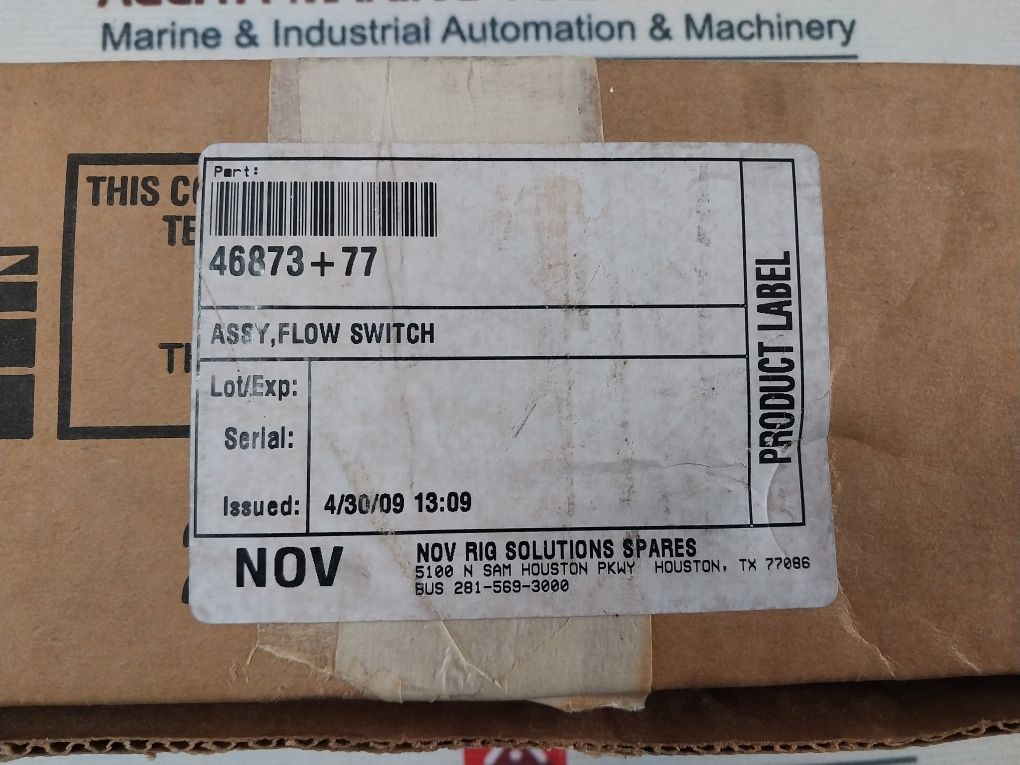 Marine & Industrial Automation & Machinery
THIS
TE
Part:
46873+77
ASSY,FLOW SWITCH
Lot/Exp:
Serial:
Issued: 4/30/09 13:09
PRODUCT LABEL
NOV
NOV RIG SOLUTIONS SPARES
5100 N SAM HOUSTON PKWY HOUSTON, TX 77086
BUS 281-569-3000